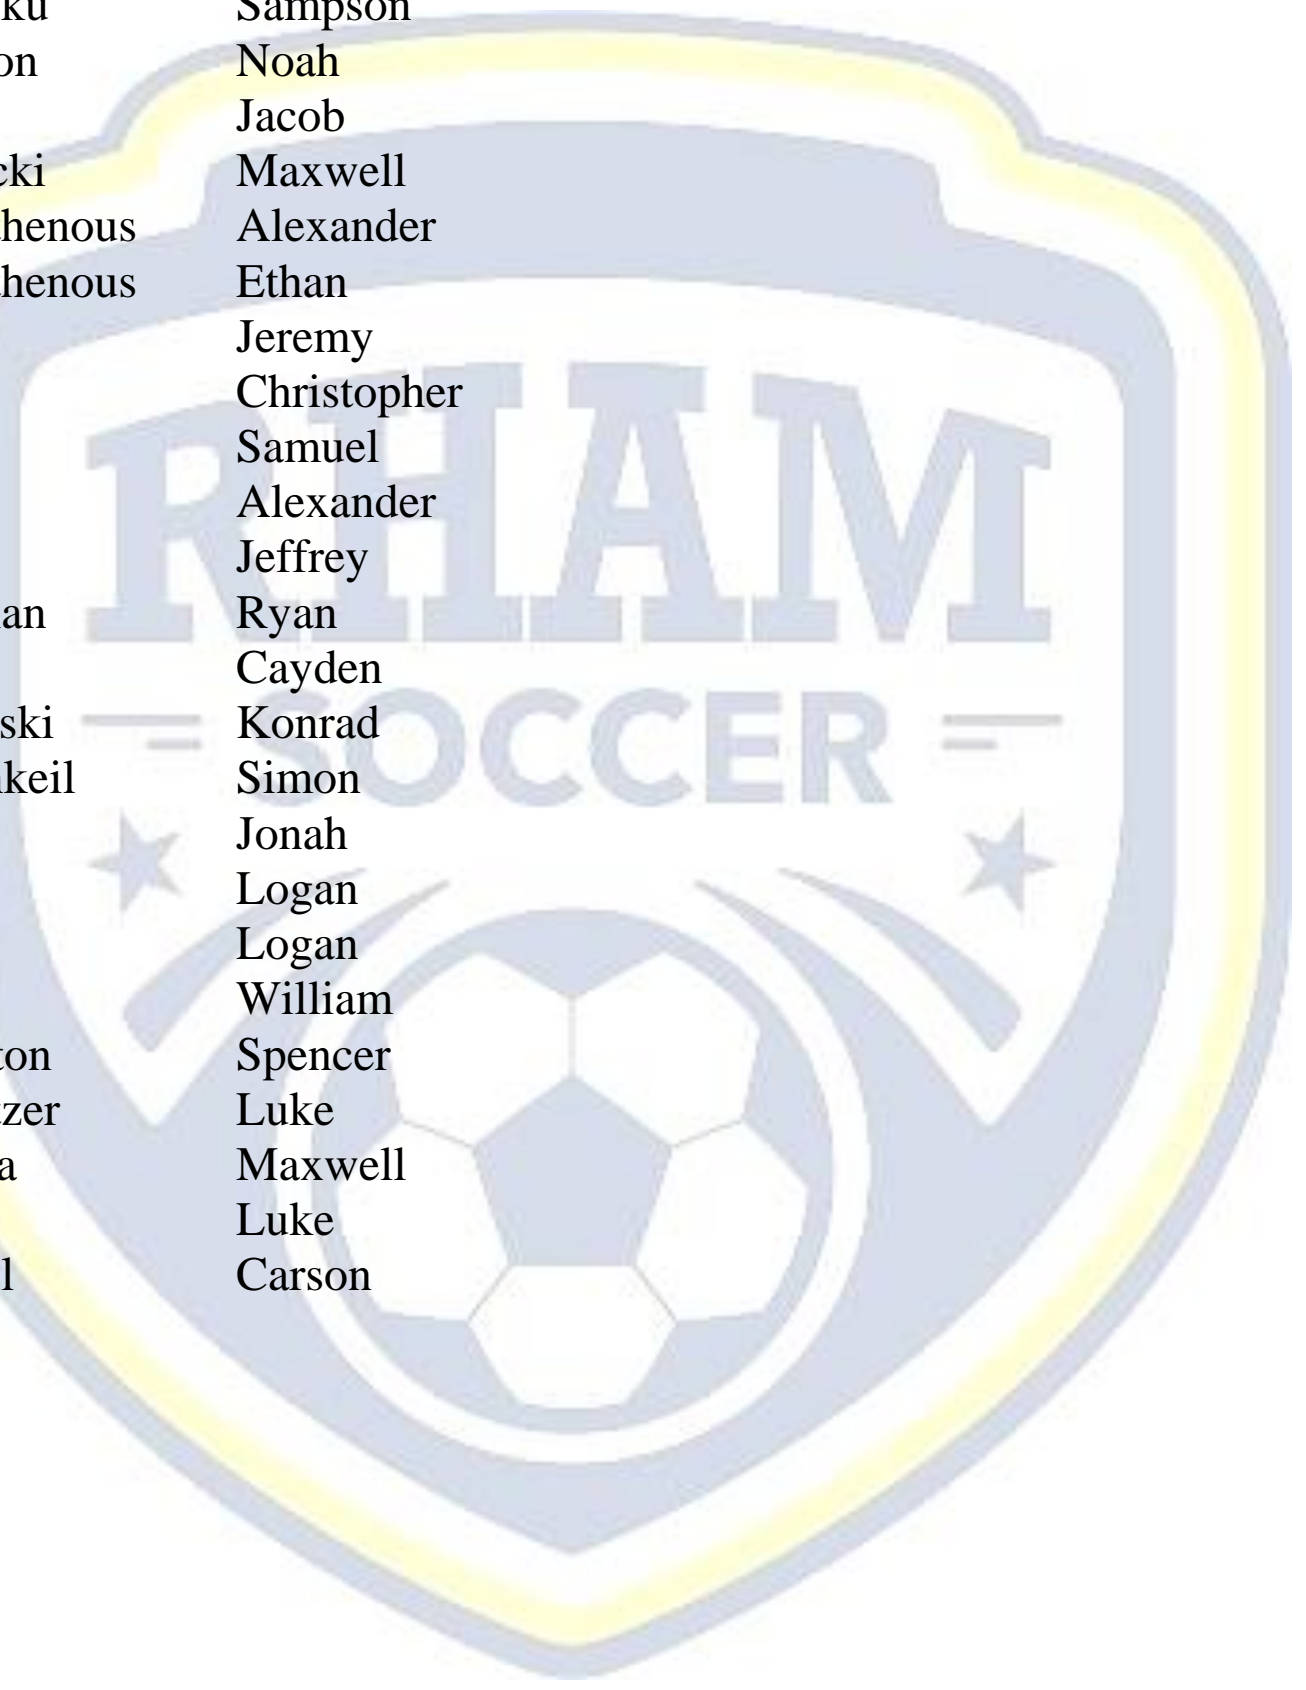 ku Sampson
on Noah
Jacob
cki Maxwell
henous Alexander
henous Ethan
Jeremy
Christopher
Samuel
Alexander
Jeffrey
an Ryan
Cayden
ski Konrad
keil Simon
Jonah
Logan
Logan
William
ton Spencer
zer Luke
a Maxwell
Luke
l Carson
RHAM
SOCCER